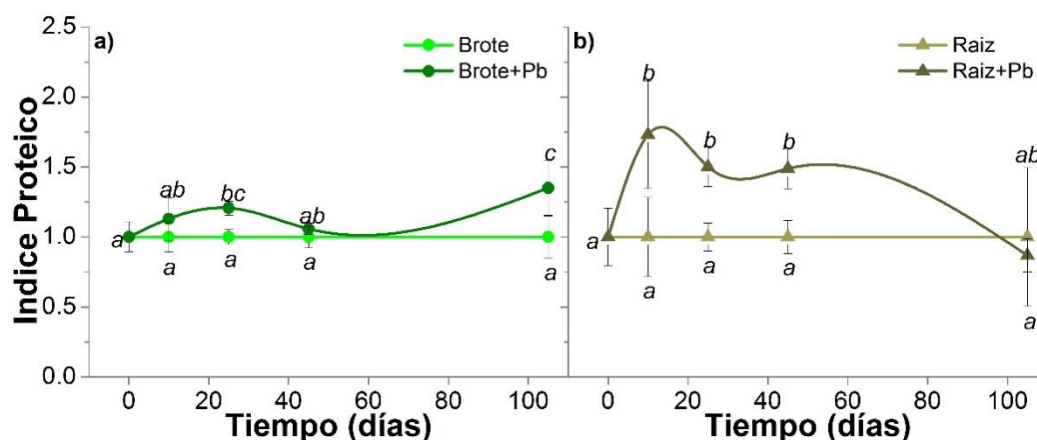 a)
Brote
Brote+Pb
b)
Raiz
Raiz+Pb
Indice Proteico
2.5
2.0
1.5
1.0
0.5
0.0
a
ab
bc
ab
c
a
a
a
a
a
b
b
b
ab
a
a
a
a
0
20
40
60
80
100
0
20
40
60
80
100
Tiempo (días)
Tiempo (días)